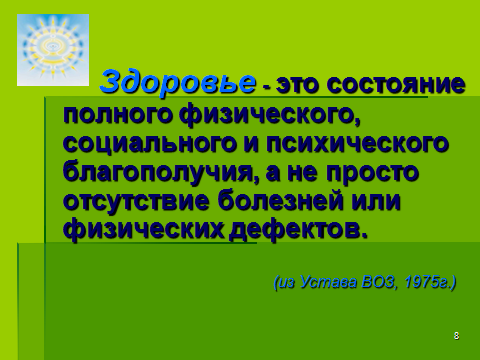 Здоровье - это состояние
полного физического,
социального и психического
благополучия, а не просто
отсутствие болезней или
физических дефектов.
(из Устава ВОЗ, 1975г.)
8